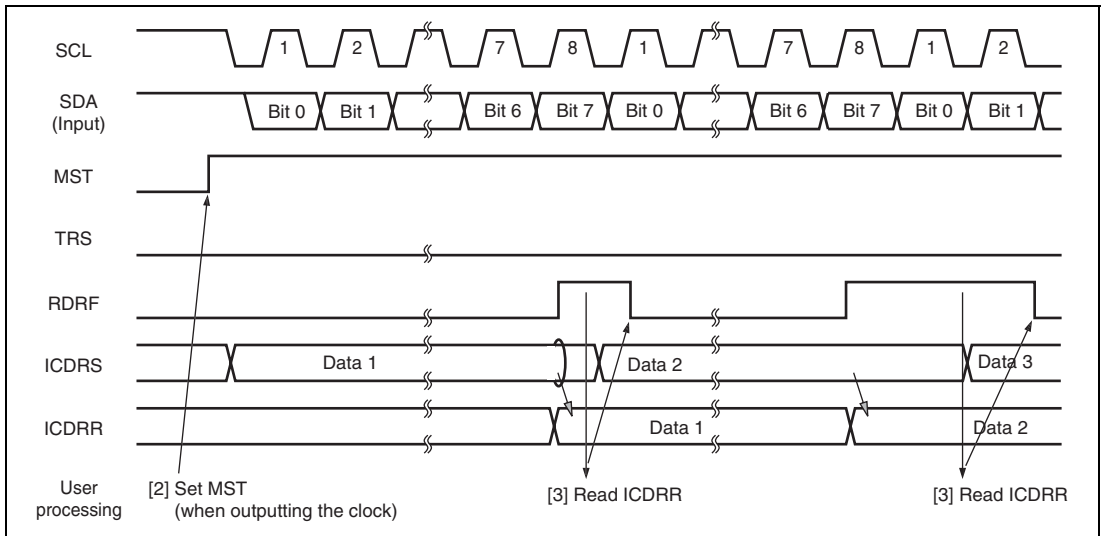 SCL 1 2 7 8 1 7 8 1 2
SDA
(Input) Bit 0 Bit 1 Bit 6 Bit 7 Bit 0 Bit 6 Bit 7 Bit 0 Bit 1
MST
TRS
RDRF
ICDRS Data 1 Data 2 Data 3
ICDRR Data 1 Data 2
User
processing
[2] Set MST
(when outputting the clock)
[3] Read ICDRR
[3] Read ICDRR